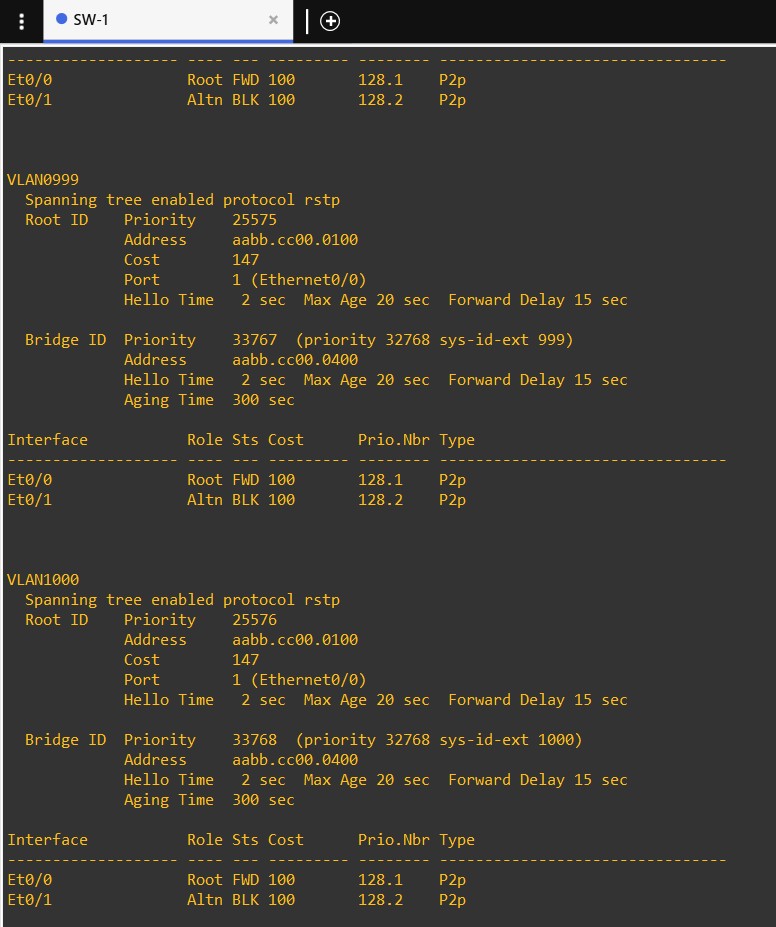 SW-1
------------------- ---- --- --------- -------- --------------------------------
Et0/0               Root FWD 100       128.1    P2p
Et0/1               Altn BLK 100       128.2    P2p
VLAN0999
  Spanning tree enabled protocol rstp
  Root ID    Priority    25575
             Address     aabb.cc00.0100
             Cost        147
             Port        1 (Ethernet0/0)
             Hello Time   2 sec  Max Age 20 sec  Forward Delay 15 sec
  Bridge ID  Priority    33767  (priority 32768 sys-id-ext 999)
             Address     aabb.cc00.0400
             Hello Time   2 sec  Max Age 20 sec  Forward Delay 15 sec
             Aging Time  300 sec
Interface           Role Sts Cost      Prio.Nbr Type
------------------- ---- --- --------- -------- --------------------------------
Et0/0               Root FWD 100       128.1    P2p
Et0/1               Altn BLK 100       128.2    P2p
VLAN1000
  Spanning tree enabled protocol rstp
  Root ID    Priority    25576
             Address     aabb.cc00.0100
             Cost        147
             Port        1 (Ethernet0/0)
             Hello Time   2 sec  Max Age 20 sec  Forward Delay 15 sec
  Bridge ID  Priority    33768  (priority 32768 sys-id-ext 1000)
             Address     aabb.cc00.0400
             Hello Time   2 sec  Max Age 20 sec  Forward Delay 15 sec
             Aging Time  300 sec
Interface           Role Sts Cost      Prio.Nbr Type
------------------- ---- --- --------- -------- --------------------------------
Et0/0               Root FWD 100       128.1    P2p
Et0/1               Altn BLK 100       128.2    P2p